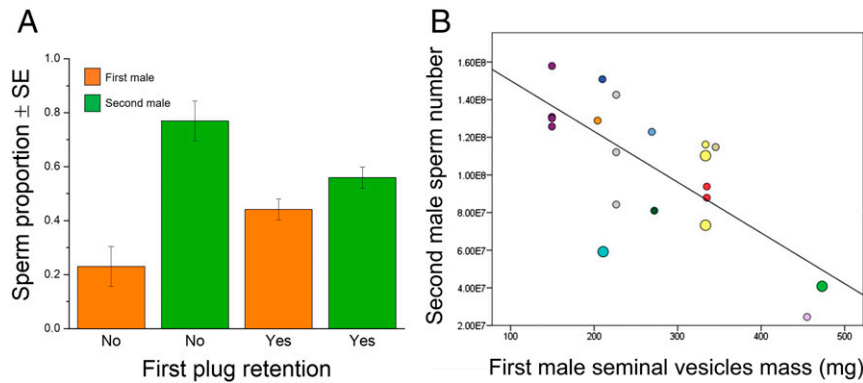 A
Sperm proportion ± SE
1.0
0.8
0.6
0.4
0.2
0.0
First male
Second male
No
No
Yes
Yes
First plug retention
B
Second male sperm number
1.60E8
1.40E8
1.20E8
1.00E8
8.00E7
6.00E7
4.00E7
2.00E7
100
200
300
400
500
First male seminal vesicles mass (mg)